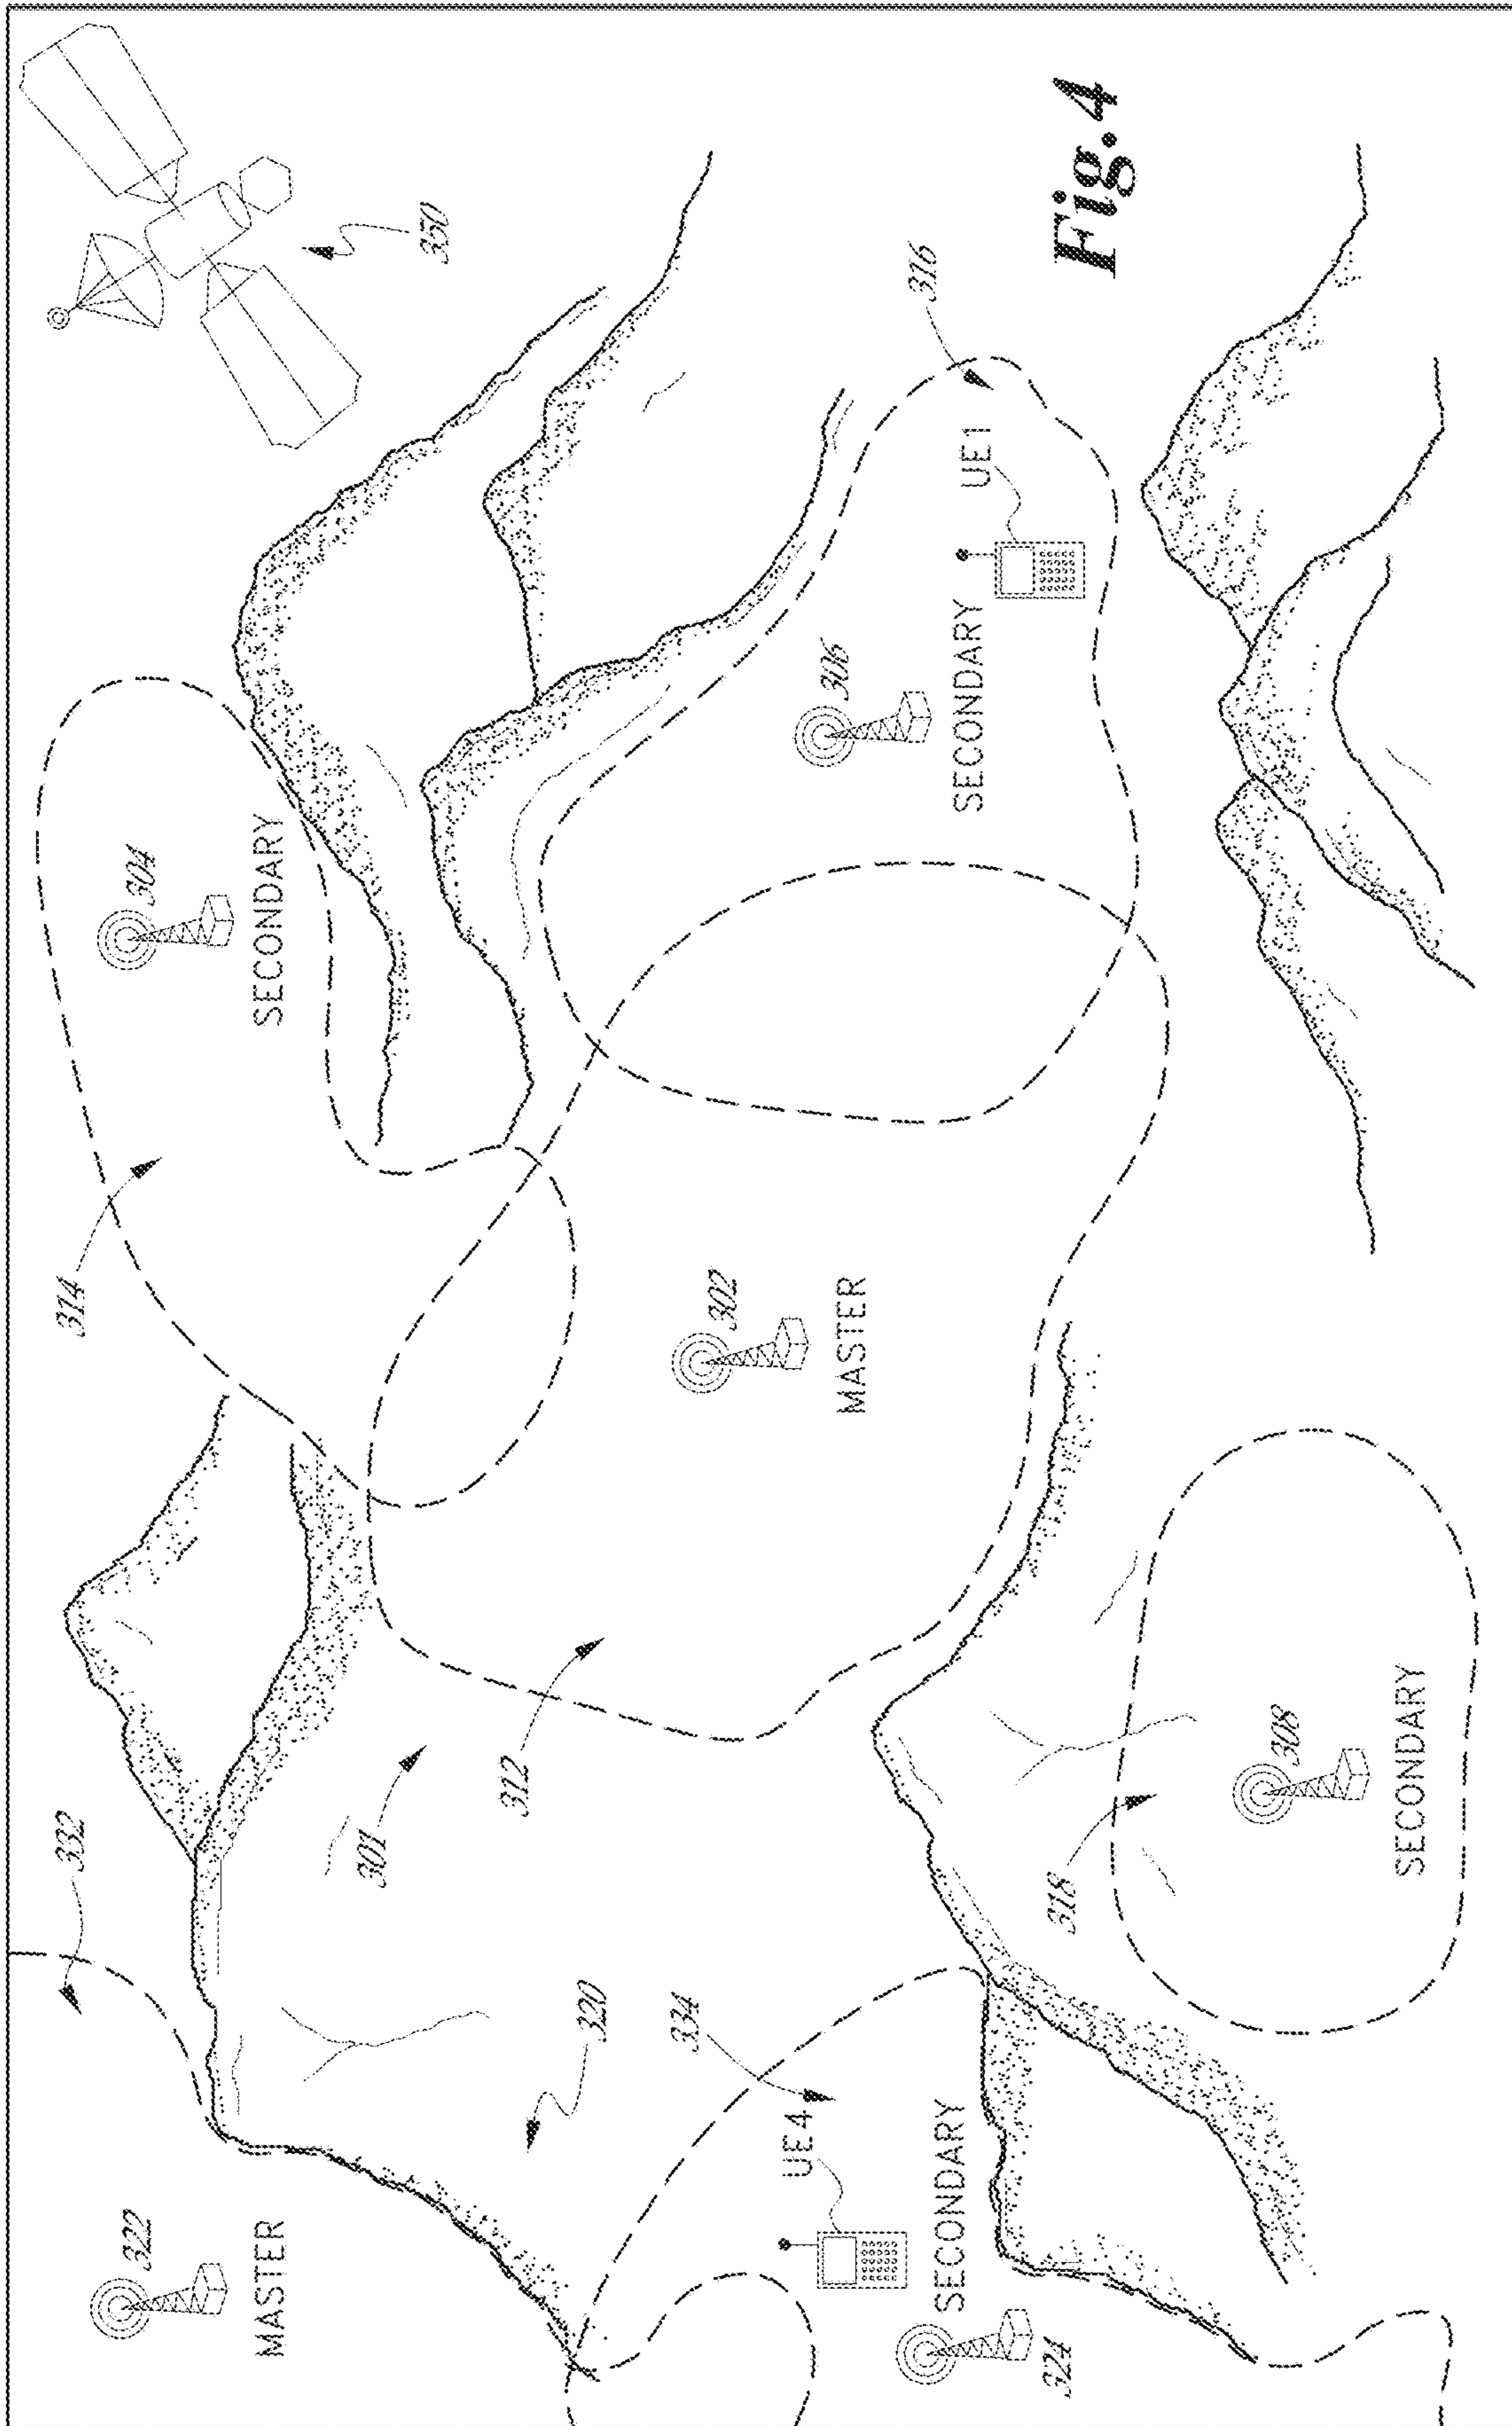 332
314
322
304
MASTER
SECONDARY
301
350
312
320
334
302
UE4
306
MASTER
316
SECONDARY
SECONDARY
UE1
324
318
Fig.4
308
SECONDARY